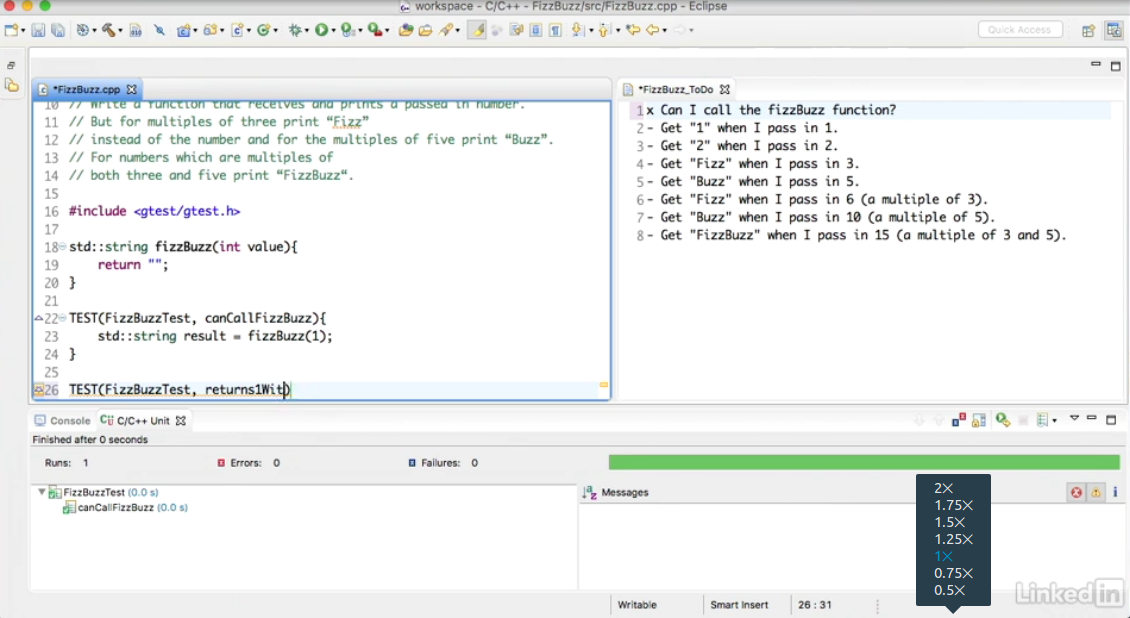 workspace - C/C++ - FizzBuzz/src/FizzBuzz.cpp - Eclipse
Quick Access
*FizzBuzz.cpp
10 // Write a function that receives and prints a passed in number.
11 // But for multiples of three print “Fizz”
12 // instead of the number and for the multiples of five print “Buzz”.
13 // For numbers which are multiples of
14 // both three and five print “FizzBuzz“.
15
16 #include <gtest/gtest.h>
17
18 std::string fizzBuzz(int value){
19 return "";
20 }
21
22 TEST(FizzBuzzTest, canCallFizzBuzz){
23 std::string result = fizzBuzz(1);
24 }
25
26 TEST(FizzBuzzTest, returns1Wit)
*FizzBuzz_ToDo
1 x Can I call the fizzBuzz function?
2 - Get "1" when I pass in 1.
3 - Get "2" when I pass in 2.
4 - Get "Fizz" when I pass in 3.
5 - Get "Buzz" when I pass in 5.
6 - Get "Fizz" when I pass in 6 (a multiple of 3).
7 - Get "Buzz" when I pass in 10 (a multiple of 5).
8 - Get "FizzBuzz" when I pass in 15 (a multiple of 3 and 5).
Console C/C++ Unit
Finished after 0 seconds
Runs: 1 Errors: 0 Failures: 0
FizzBuzzTest (0.0 s)
canCallFizzBuzz (0.0 s)
Messages
2×
1.75×
1.5×
1.25×
1×
0.75×
0.5×
Linked in
Writable Smart Insert 26 : 31